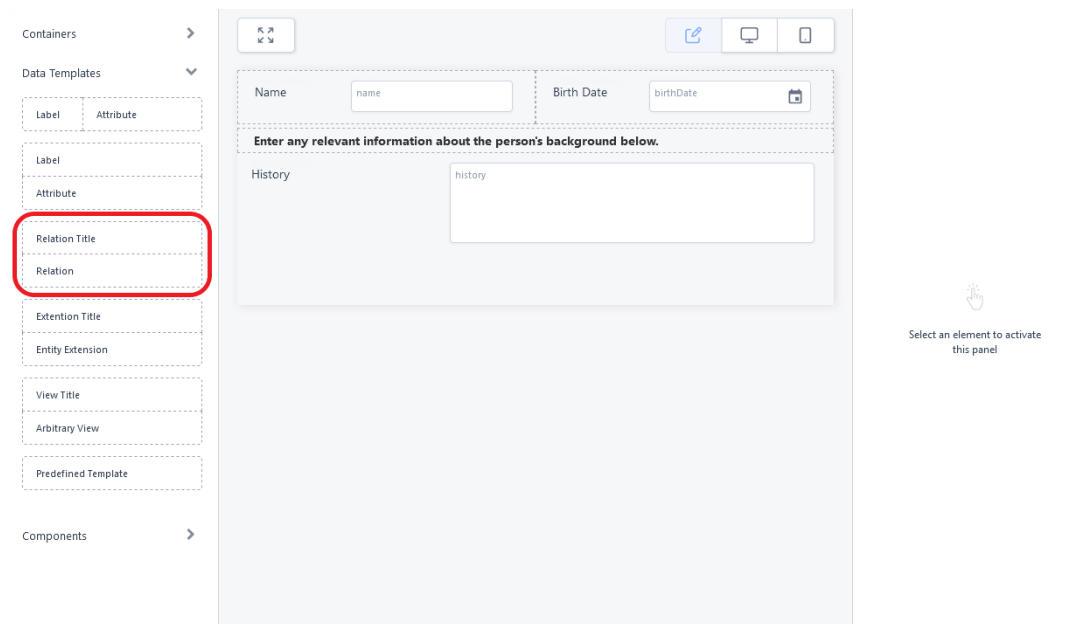 Containers
Data Templates
Label Attribute
Label
Attribute
Relation Title
Relation
Extention Title
Entity Extension
View Title
Arbitrary View
Predefined Template
Components
Name name Birth Date birthDate
Enter any relevant information about the person's background below.
History history
Select an element to activate
this panel